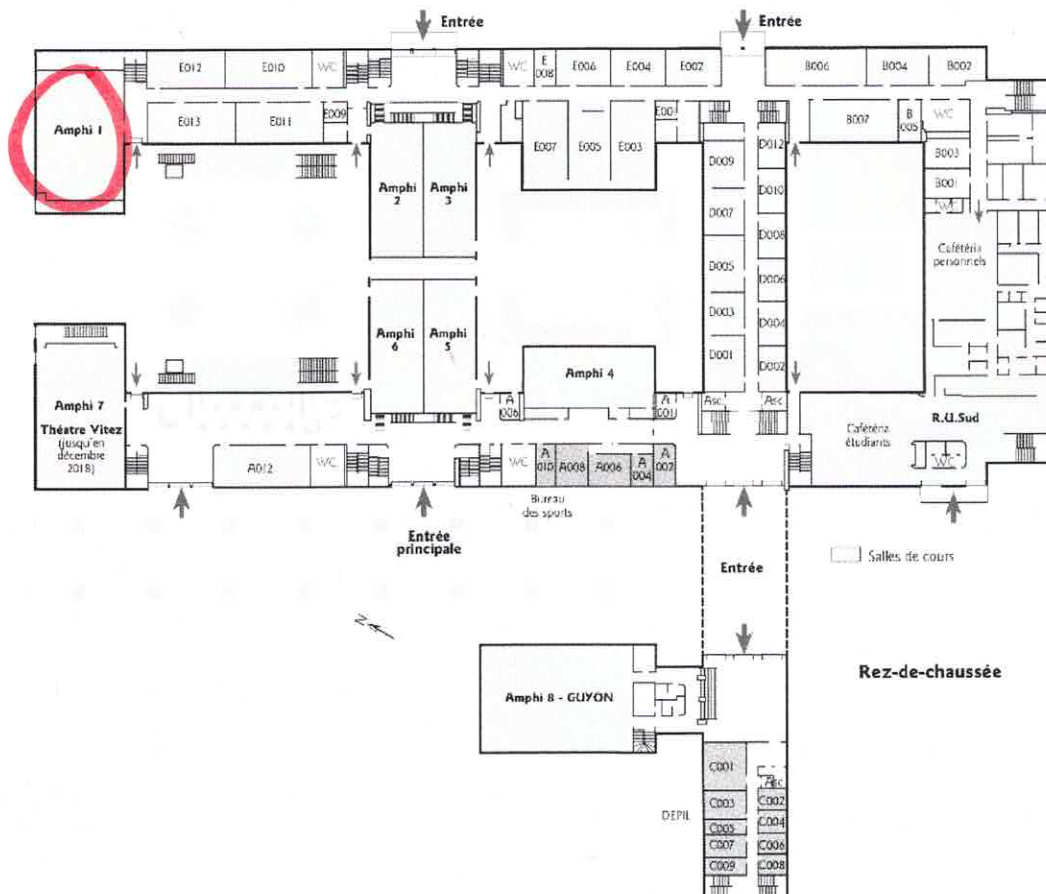 Entrée
Entrée
E012
E010
WC
WC
E
008
E006
E004
E002
B006
B004
B002
Amphi 1
E013
E011
E009
E007
E005
E003
E001
D009
D012
B007
B
005
WC
B003
B001
WC
Amphi
2
Amphi
3
D007
D010
D008
Cafétéria
personnels
D005
D006
Amphi
6
Amphi
5
D003
D004
D001
D002
Amphi 4
Amphi 7
Théatre Vitez
(jusqu'en
décembre
2018)
A
006
A
001
Asc.
Asc.
Cafétéria
étudiants
R.U.Sud
WC
A012
WC
WC
A
010
A008
A006
A
004
A
002
Bureau
des sports
Entrée
principale
Entrée
Salles de cours
N
Rez-de-chaussée
Amphi 8 - GUYON
C001
Asc.
DEPIL
C003
C002
C005
C004
C007
C006
C009
C008